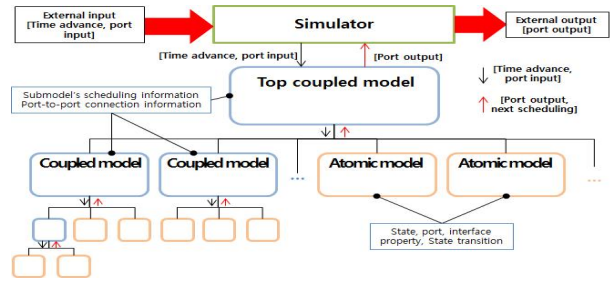 External input
[Time advance, port
input]
Simulator
External output
[port output]
[Time advance, port input]
[Port output]
[Time advance,
port input]
[Port output,
next scheduling]
Submodel's scheduling information
Port-to-port connection information
Top coupled model
Coupled model
Coupled model
...
Atomic model
Atomic model
...
State, port, interface
property, State transition